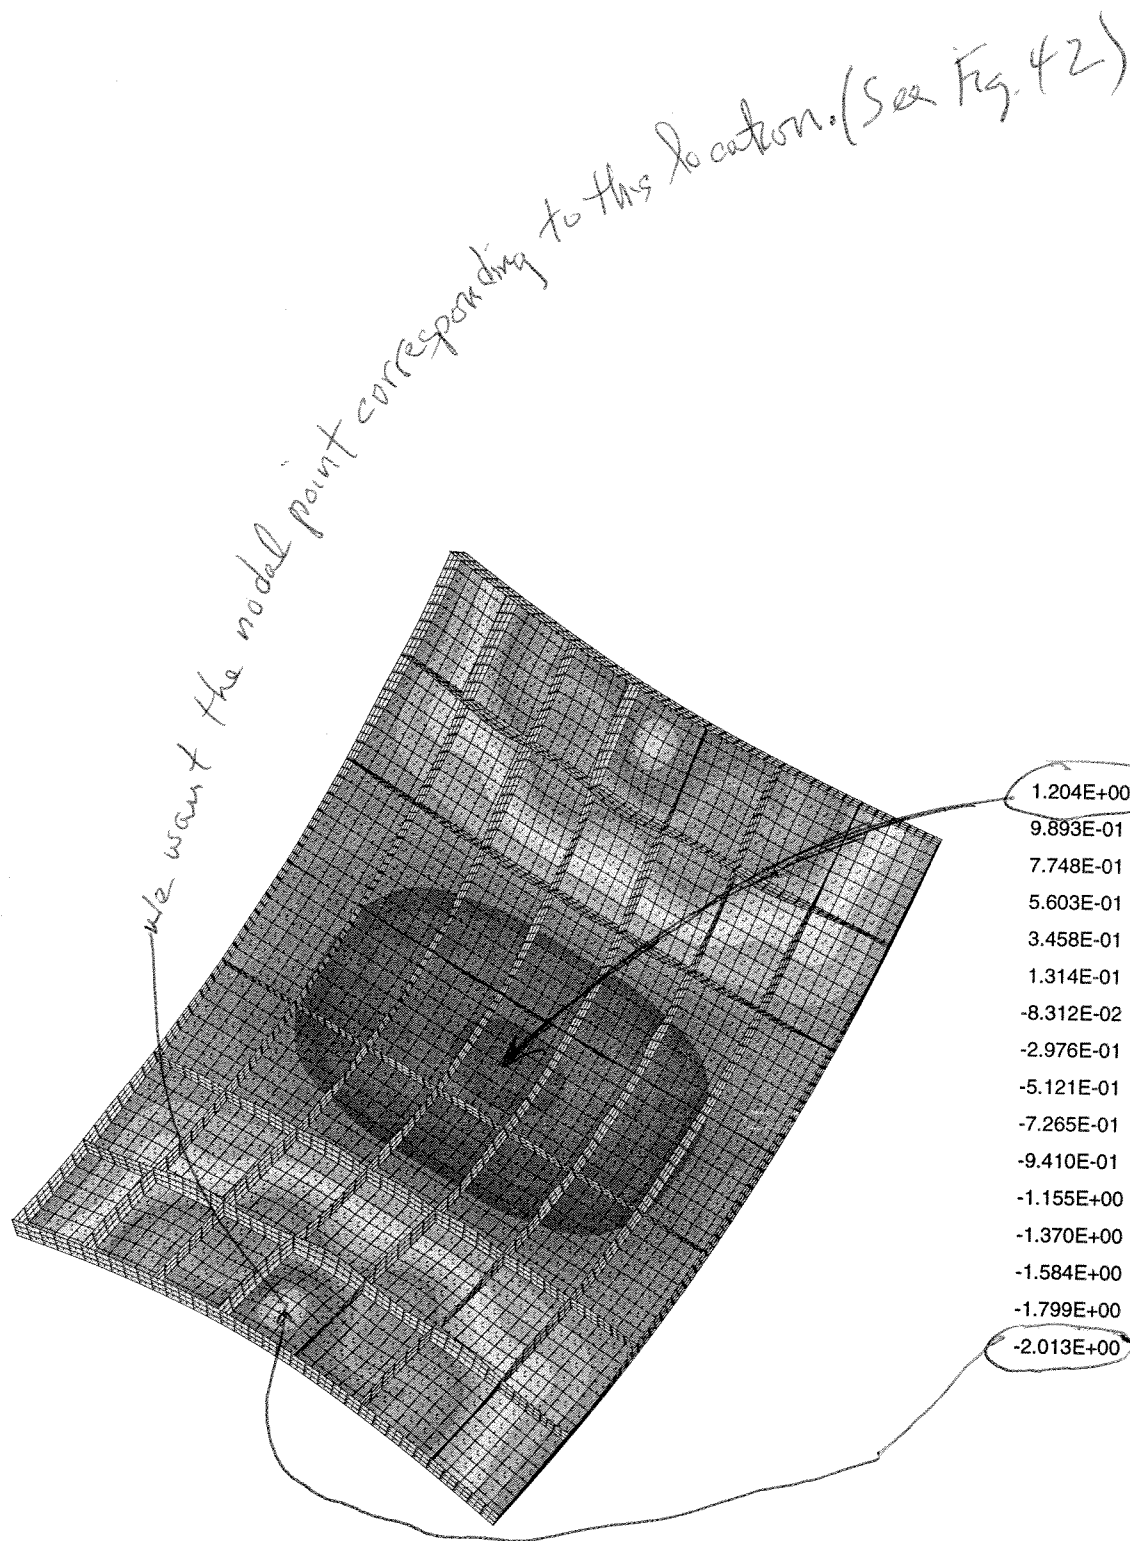 We want the nodal point corresponding to this location. (See Fig. 42)
1.204E+00
9.893E-01
7.748E-01
5.603E-01
3.458E-01
1.314E-01
-8.312E-02
-2.976E-01
-5.121E-01
-7.265E-01
-9.410E-01
-1.155E+00
-1.370E+00
-1.584E+00
-1.799E+00
-2.013E+00